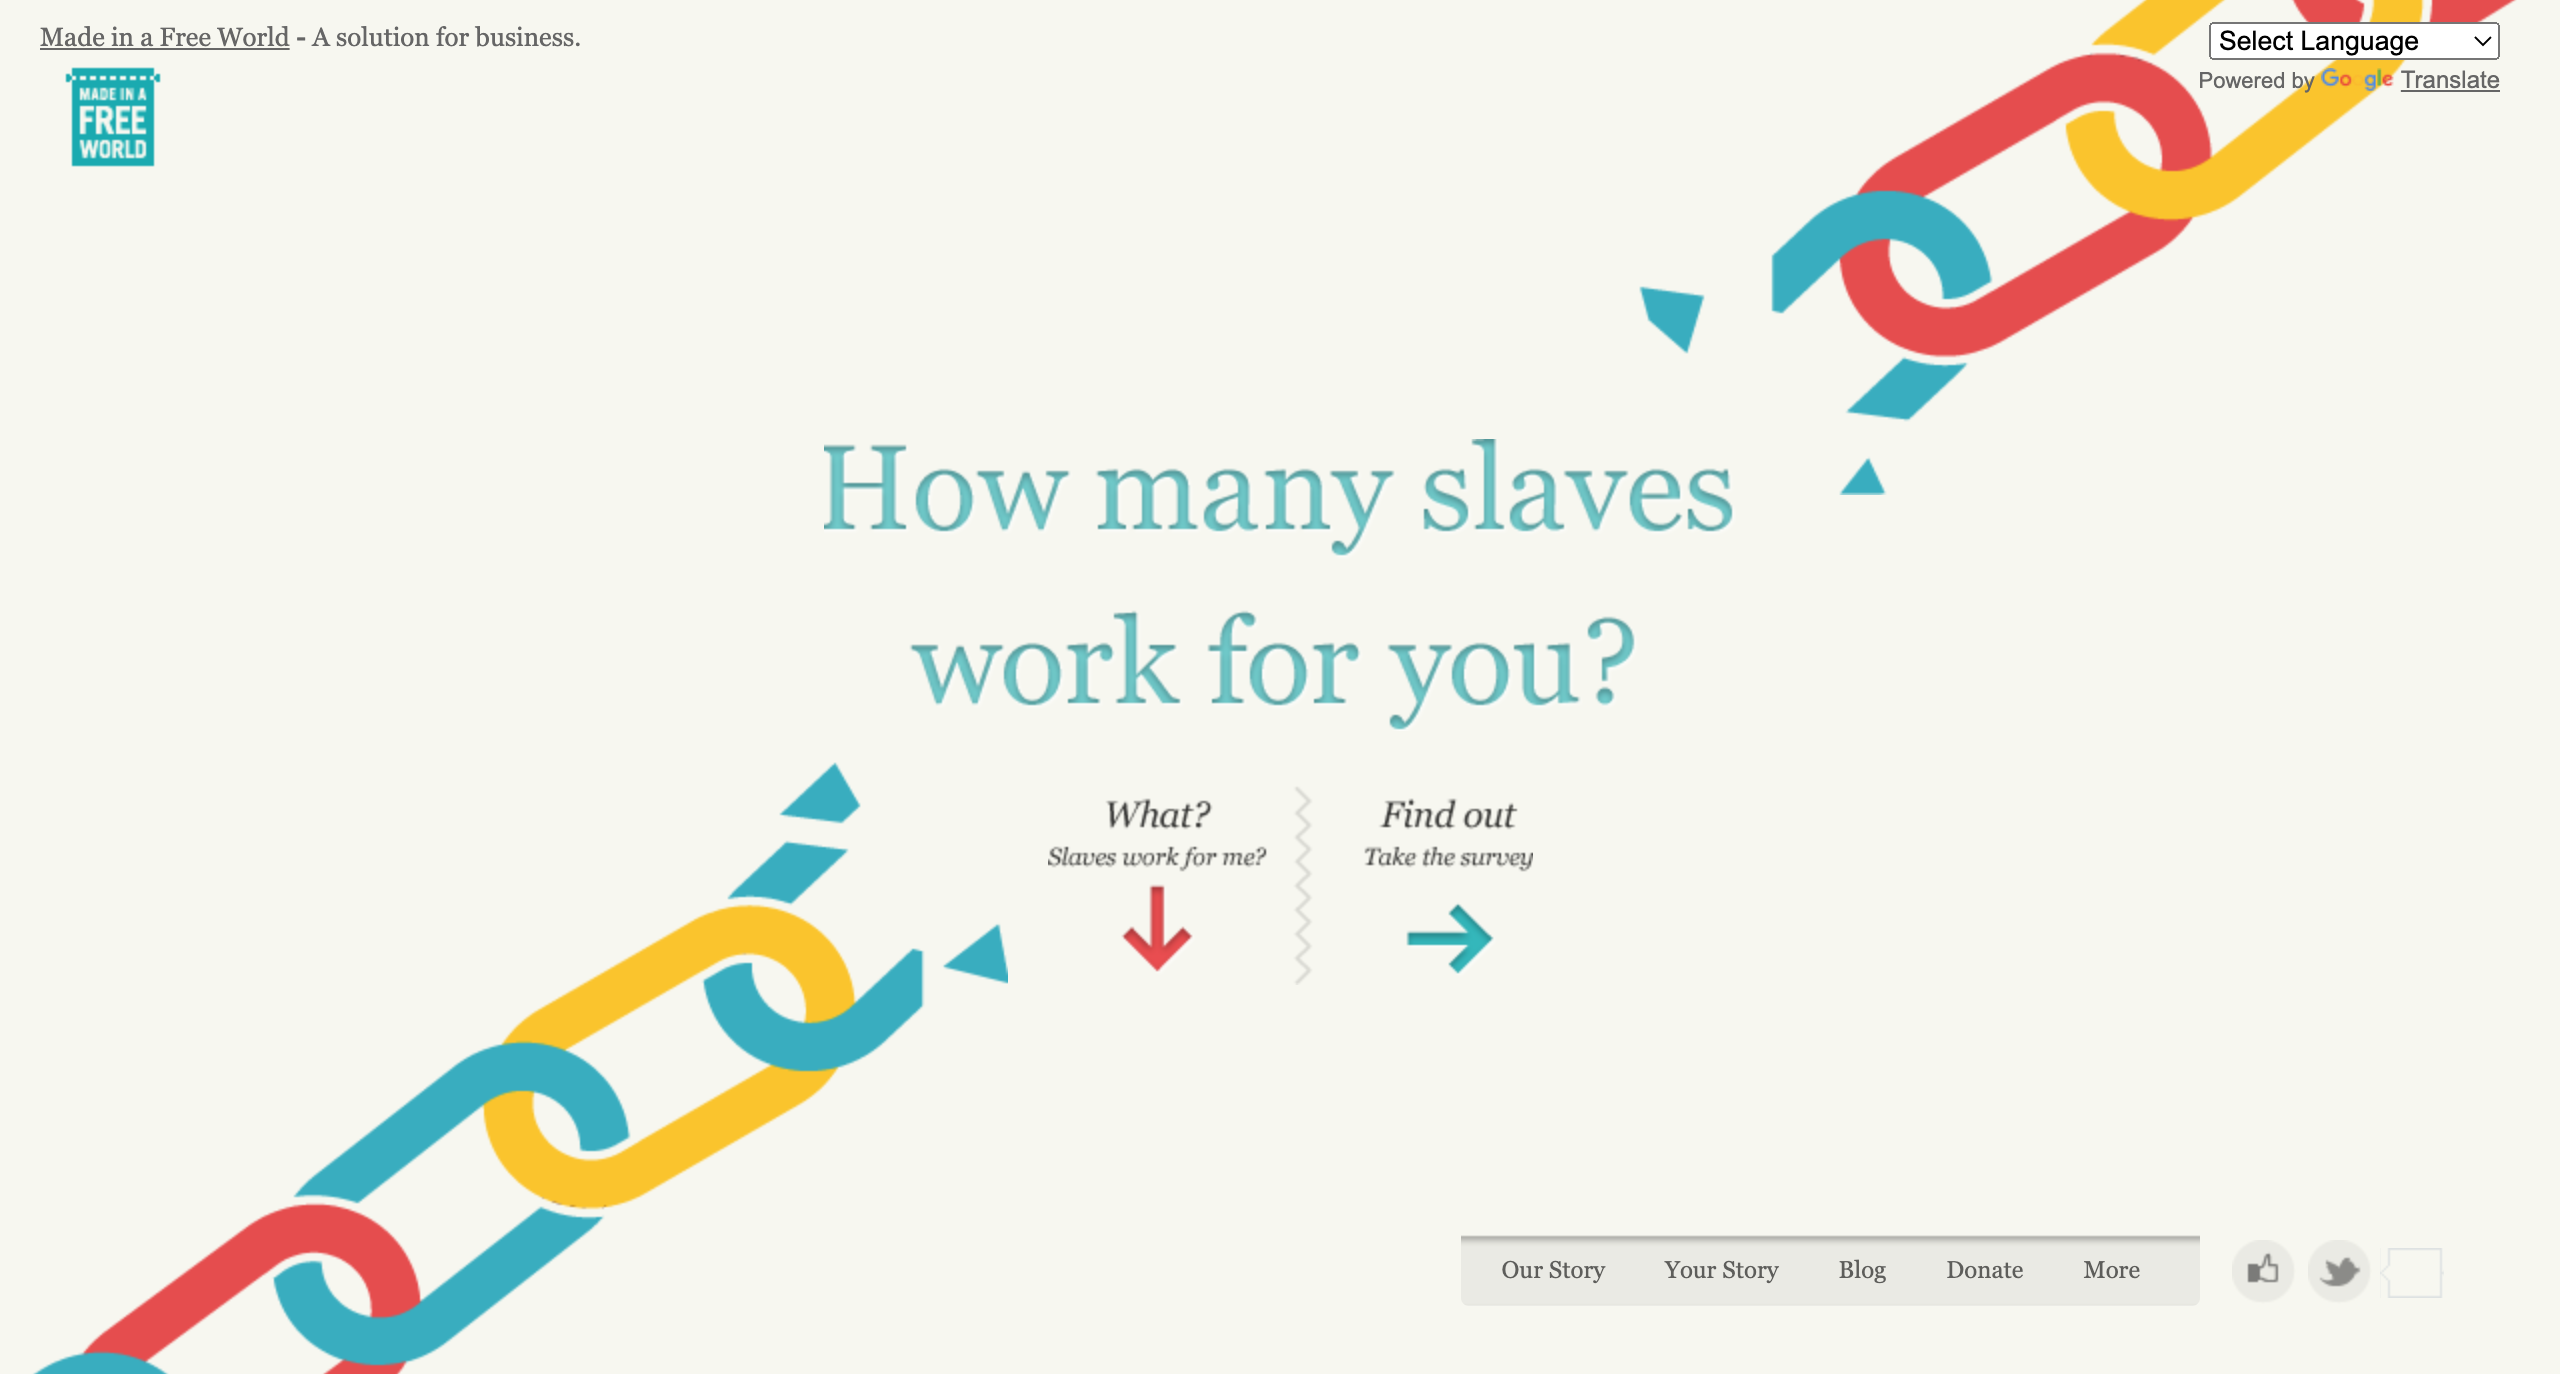 Made in a Free World - A solution for business.
MADE IN A
FREE
WORLD
Select Language
Powered by Google Translate
How many slaves
work for you?
What?
Slaves work for me?
Find out
Take the survey
Our Story
Your Story
Blog
Donate
More